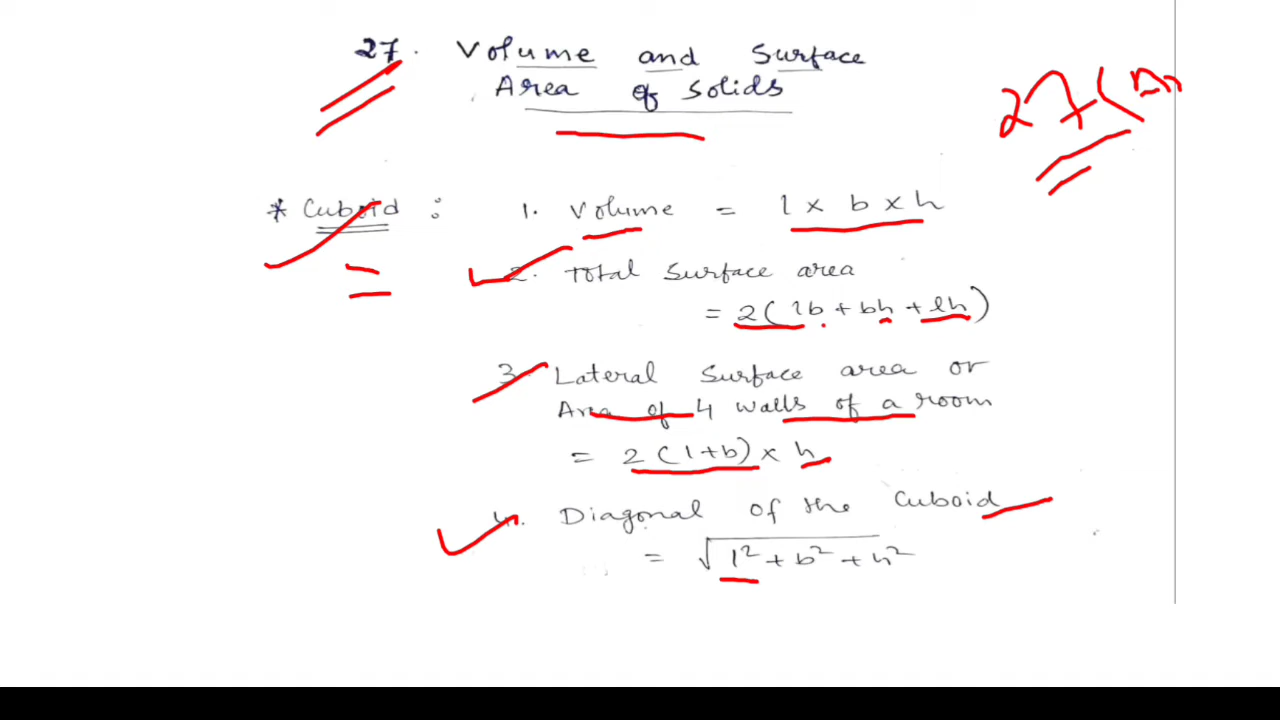 27. Volume and Surface
Area of Solids
27
* Cuboid : 1. Volume = l × b × h
2. Total Surface area
= 2(lb + bh + lh)
3 Lateral Surface area or
Area of 4 walls of a room
= 2(l+b) × h
4. Diagonal of the Cuboid
= √l² + b² + h²